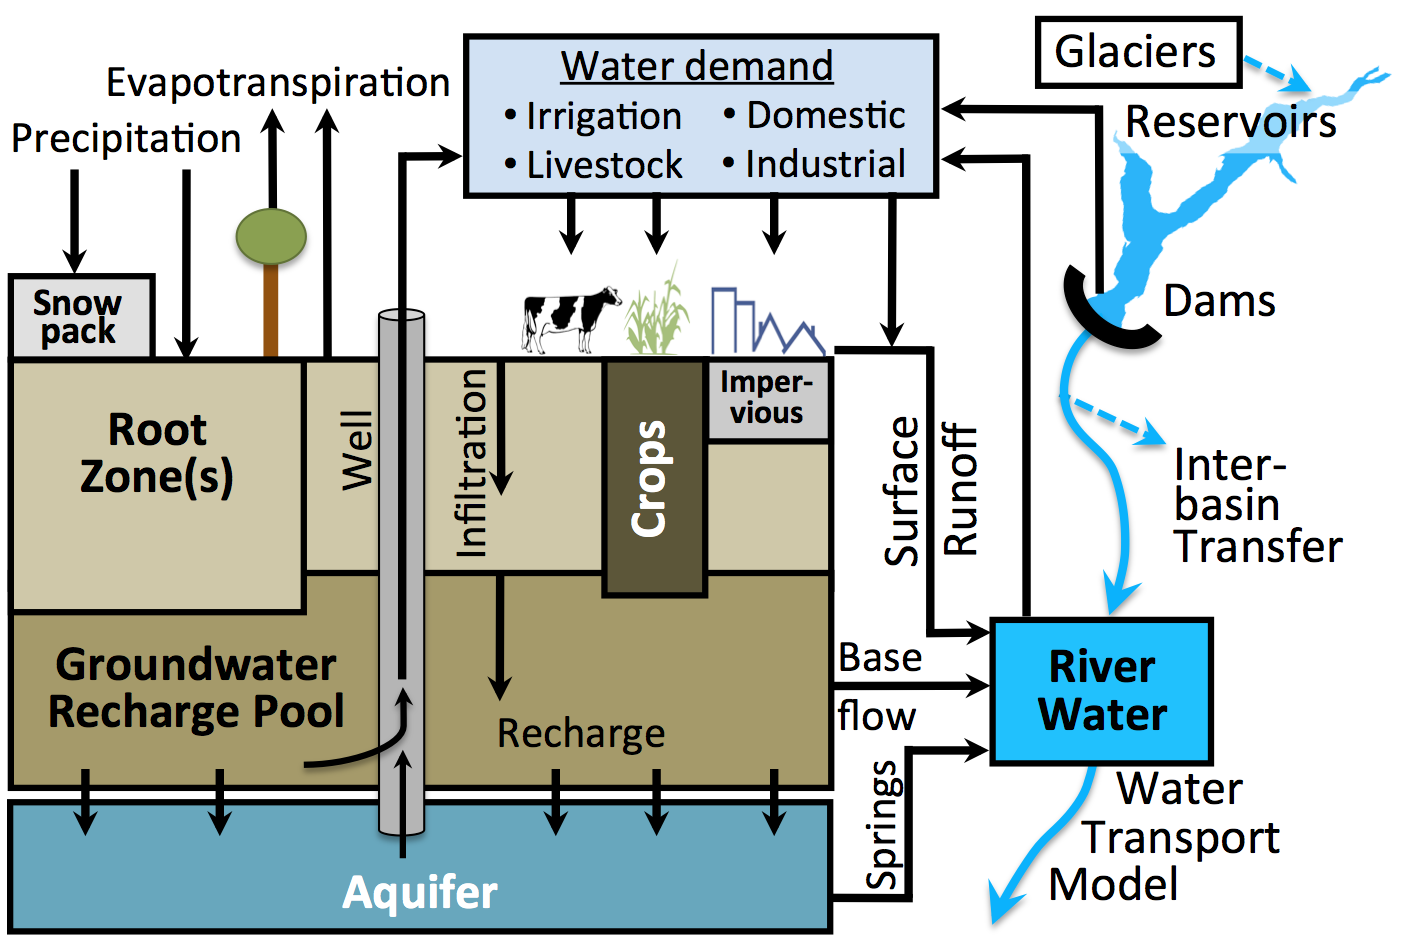 Glaciers
Water demand
• Irrigation
• Domestic
• Livestock
• Industrial
Evapotranspiration
Precipitation
Reservoirs
Snow
pack
Dams
Root
Zone(s)
Well
Infiltration
Crops
Imper-
vious
Surface
Runoff
Inter-
basin
Transfer
Groundwater
Recharge Pool
Recharge
Base
flow
Springs
River
Water
Water
Transport
Model
Aquifer